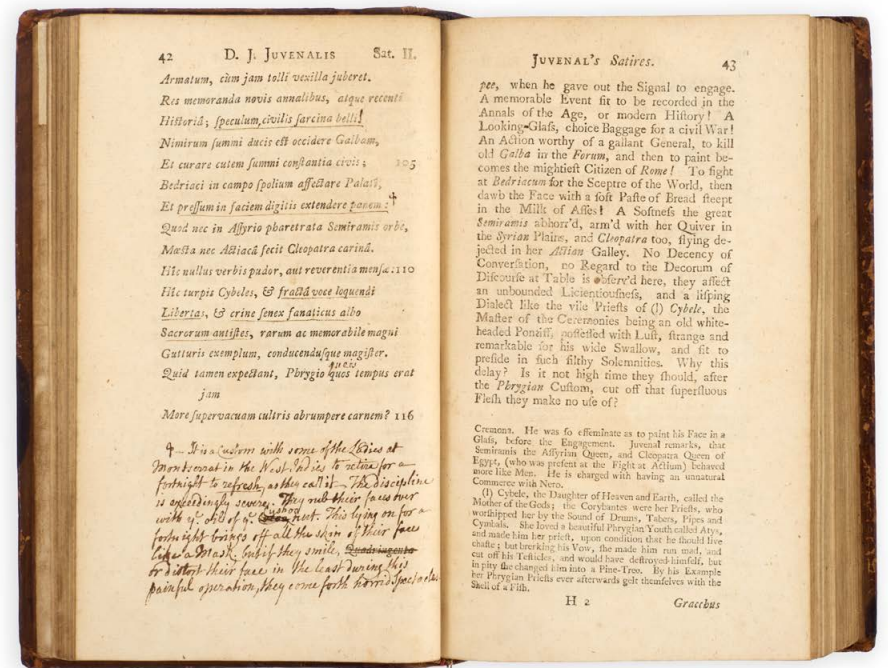 42 D. J. JUVENALIS Sat. II.
Armatum, cùm jam tolli vexilla juberet.
Res memoranda novis annalibus, atque recenti
Historiâ; speculum, civilis sarcina belli!
Nimirum summi ducis est occidere Galbam,
Et curare cutem summi constantia civis; 105
Bedriaci in campo spolium affectare Palatî,
Et pressum in faciem digitis extendere panem: ☨
Quod nec in Assyrio pharetrata Semiramis orbe,
Mœsta nec Actiacâ fecit Cleopatra carinâ.
Hîc nullus verbis pudor, aut reverentia mensæ: 110
Hîc turpis Cybeles, & fractâ voce loquendi
Libertas, & crine senex fanaticus albo
Sacrorum antistes, rarum ac memorabile magni
Gutturis exemplum, conducendusque magister.
queis
Quid tamen expectant, Phrygio quos tempus erat
jam
More supervacuam cultris abrumpere carnem? 116
☨ - It is a Custom with some of the Ladies at
Montserrat in the West Indies to retire for a
fortnight to refresh, as they call it - The discipline
is exceedingly severe. They rub their faces over
with ye. oil of ye. Cushoo nut. This lying on for a
fortnight brings off all the skin of their face
like a Mask. but if they smile, Quadringenta
or distort their face in the least during this
painful operation, they come forth horrid spectacles
JUVENAL's Satires. 43
pee, when he gave out the Signal to engage.
A memorable Event fit to be recorded in the
Annals of the Age, or modern History! A
Looking-Glass, choice Baggage for a civil War!
An Action worthy of a gallant General, to kill
old Galba in the Forum, and then to paint be-
comes the mightiest Citizen of Rome! To fight
at Bedriacum for the Sceptre of the World, then
dawb the Face with a soft Paste of Bread steept
in the Milk of Asses! A Softness the great
Semiramis abhorr'd, arm'd with her Quiver in
the Syrian Plains, and Cleopatra too, flying de-
jected in her Actian Galley. No Decency of
Conversation, no Regard to the Decorum of
Discourse at Table is observ'd here, they affect
an unbounded Licientiousness, and a lisping
Dialect like the vile Priests of (l) Cybele, the
Master of the Ceremonies being an old white-
headed Pontiff, possessed with Lust, strange and
remarkable for his wide Swallow, and fit to
preside in such filthy Solemnities. Why this
delay? Is it not high time they should, after
the Phrygian Custom, cut off that superfluous
Flesh they make no use of?
Cremona. He was so effeminate as to paint his Face in a
Glass, before the Engagement. Juvenal remarks, that
Semiramis the Assyrian Queen, and Cleopatra Queen of
Egypt, (who was present at the Fight at Actium) behaved
more like Men. He is charged with having an unnatural
Commerce with Nero.
(l) Cybele, the Daughter of Heaven and Earth, called the
Mother of the Gods; the Corybantes were her Priests, who
worshipped her by the Sound of Drums, Tabers, Pipes and
Cymbals. She loved a beautiful Phrygian Youth called Atys,
and made him her priest, upon condition that he should live
chaste; but breaking his Vow, she made him run mad, and
cut off his Testicles, and would have destroyed himself, but
in pity she changed him into a Pine-Tree. By his Example
her Phrygian Priests ever afterwards gelt themselves with the
Shell of a Fish.
H 2 Gracchus